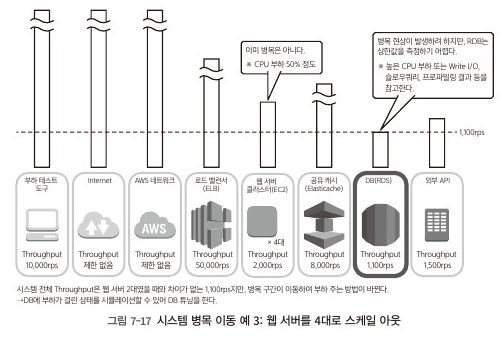 이미 병목은 아니다.
※ CPU 부하 50% 정도
병목 현상이 발생하려 하지만, RDB는
상한값을 측정하기 어렵다.
※ 높은 CPU 부하 또는 Write I/O,
슬로우쿼리, 프로파일링 결과 등을
참고한다.
1,100rps
부하 테스트
도구
Internet
AWS 네트워크
로드 밸런서
(ELB)
웹 서버
클러스터(EC2)
공유 캐시
(Elasticache)
DB(RDS)
외부 API
AWS
× 4대
Throughput
10,000rps
Throughput
제한 없음
Throughput
제한 없음
Throughput
50,000rps
Throughput
2,000rps
Throughput
8,000rps
Throughput
1,100rps
Throughput
1,500rps
시스템 전체 Throughput은 웹 서버 2대였을 때와 차이가 없는 1,100rps지만, 병목 구간이 이동하여 부하 주는 방법이 바뀐다.
→DB에 부하가 걸린 상태를 시뮬레이션할 수 있어 DB 튜닝을 한다.
그림 7-17 시스템 병목 이동 예 3: 웹 서버를 4대로 스케일 아웃